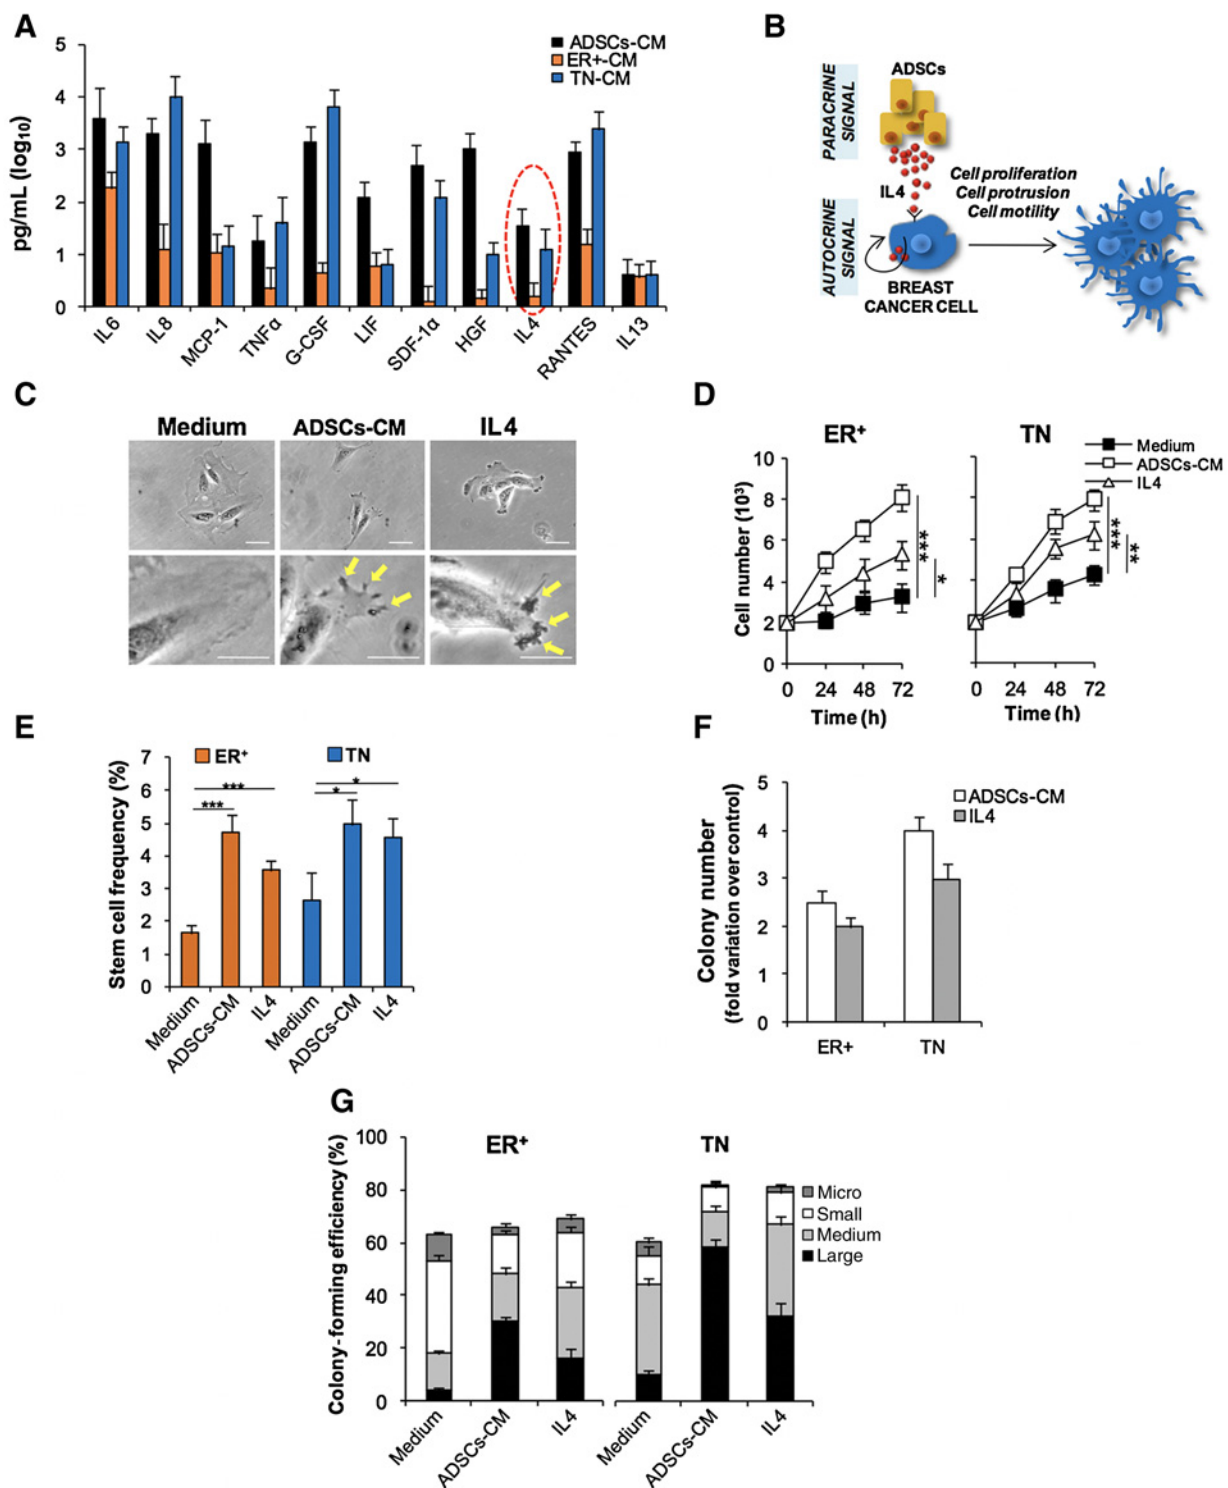 A
pg/mL (log10)
5
4
3
2
1
0
ADSCs-CM
ER+-CM
TN-CM
IL6
IL8
MCP-1
TNFα
G-CSF
LIF
SDF-1α
HGF
IL4
RANTES
IL13
B
PARACRINE
SIGNAL
AUTOCRINE
SIGNAL
ADSCs
IL4
Cell proliferation
Cell protrusion
Cell motility
BREAST
CANCER CELL
C
Medium
ADSCs-CM
IL4
D
ER+
TN
Medium
ADSCs-CM
IL4
Cell number (10³)
10
8
6
4
2
0
***
*
***
**
0 24 48 72
Time (h)
0 24 48 72
Time (h)
E
Stem cell frequency (%)
7
6
5
4
3
2
1
0
ER+
TN
***
***
*
*
Medium
ADSCs-CM
IL4
Medium
ADSCs-CM
IL4
F
Colony number
(fold variation over control)
5
4
3
2
1
0
ADSCs-CM
IL4
ER+
TN
G
Colony-forming efficiency (%)
100
80
60
40
20
0
ER+
TN
Micro
Small
Medium
Large
Medium
ADSCs-CM
IL4
Medium
ADSCs-CM
IL4